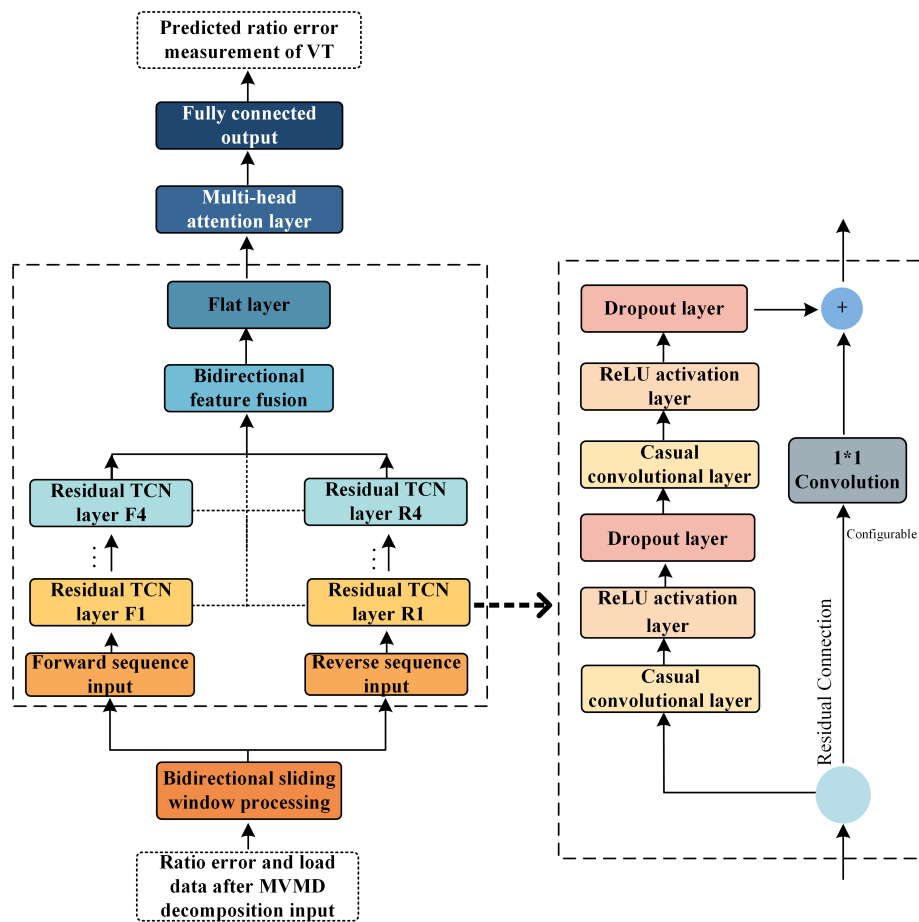 Predicted ratio error
measurement of VT
Fully connected
output
Multi-head
attention layer
Flat layer
Bidirectional
feature fusion
Residual TCN
layer F4
Residual TCN
layer R4
Residual TCN
layer F1
Residual TCN
layer R1
Forward sequence
input
Reverse sequence
input
Bidirectional sliding
window processing
Ratio error and load
data after MVMD
decomposition input
Dropout layer
+
ReLU activation
layer
Casual
convolutional layer
1*1
Convolution
Configurable
Dropout layer
ReLU activation
layer
Casual
convolutional layer
Residual Connection